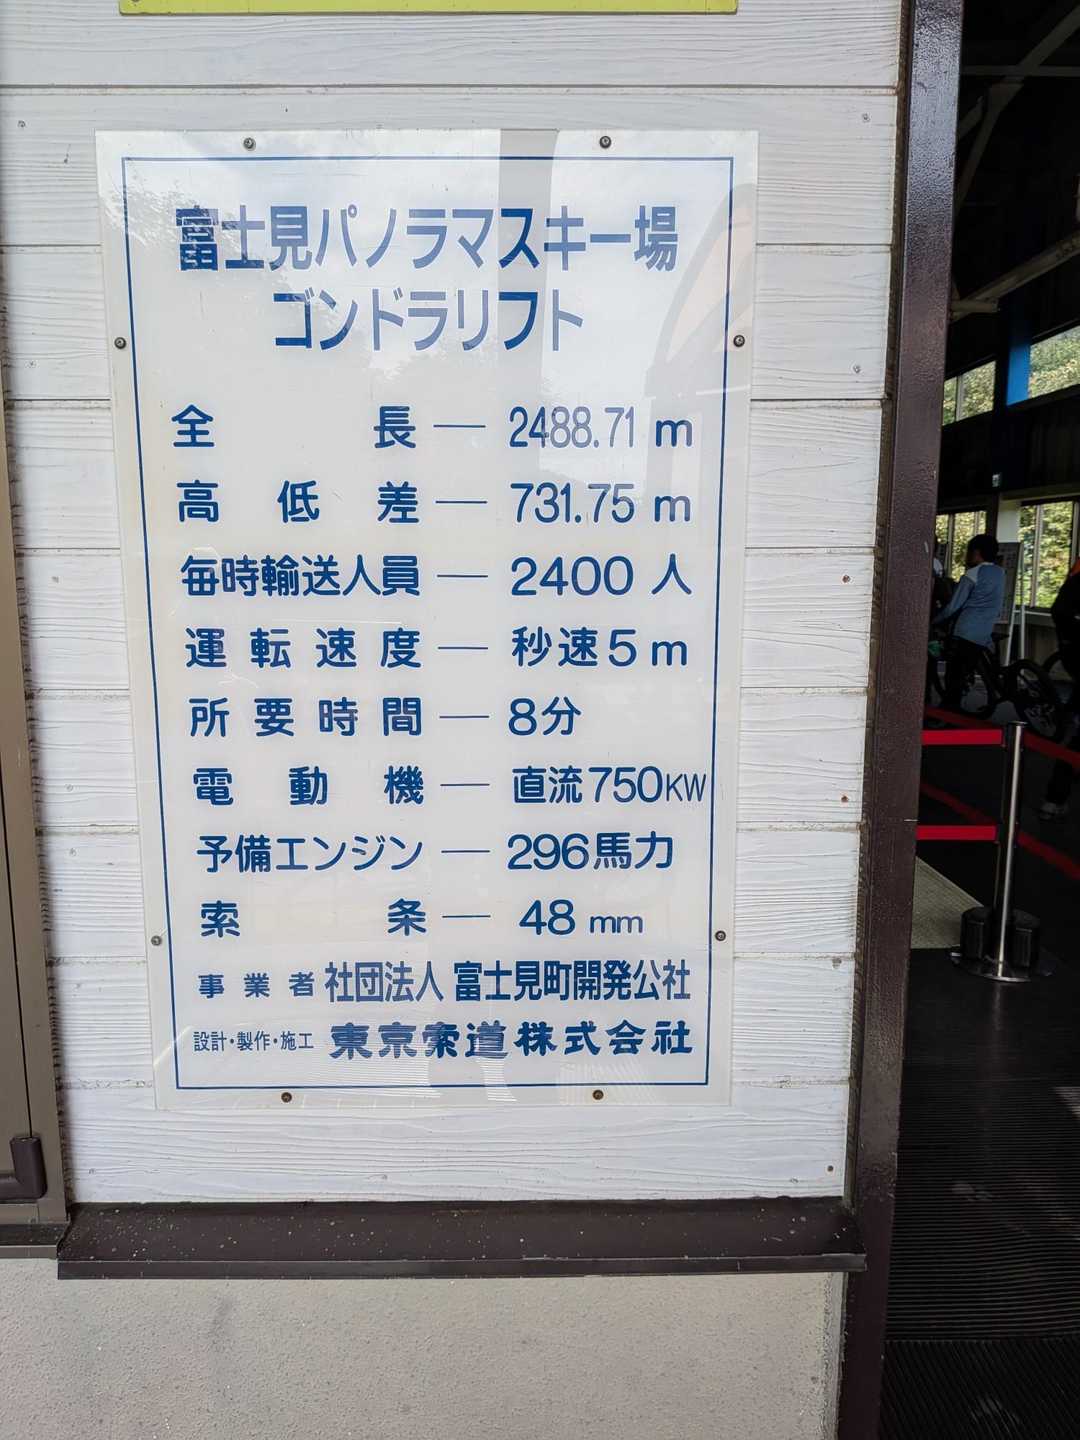 富士見パノラマスキー場
ゴンドラリフト
全長 — 2488.71 m
高低差 — 731.75 m
毎時輸送人員 — 2400 人
運転速度 — 秒速5 m
所要時間 — 8分
電動機 — 直流750KW
予備エンジン — 296馬力
索条 — 48 mm
事業者 社団法人 富士見町開発公社
設計・製作・施工 東京索道株式会社